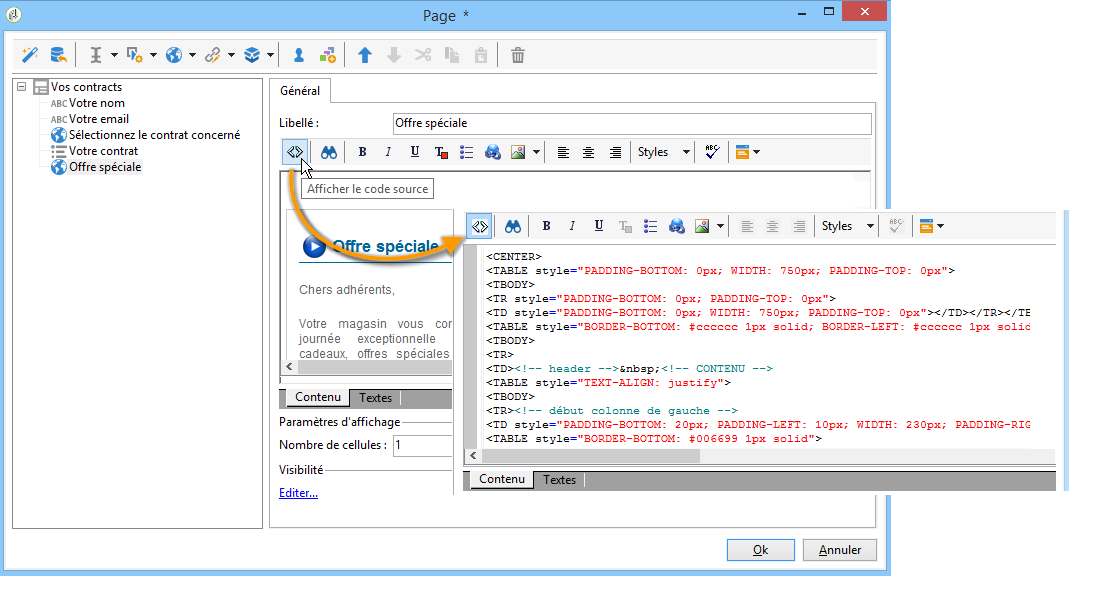 Page *
Vos contracts
ABC Votre nom
ABC Votre email
Sélectionnez le contrat concerné
Votre contrat
Offre spéciale
Général
Libellé :
Offre spéciale
B I U T Styles ABC
Afficher le code source
Offre spéciale
Chers adhérents,
Votre magasin vous con
journée exceptionnelle
cadeaux, offres spéciales
Contenu Textes
Paramètres d'affichage
Nombre de cellules : 1
Visibilité
Editer...
B I U T Styles ABC
<CENTER>
<TABLE style="PADDING-BOTTOM: 0px; WIDTH: 750px; PADDING-TOP: 0px">
<TBODY>
<TR style="PADDING-BOTTOM: 0px; PADDING-TOP: 0px">
<TD style="PADDING-BOTTOM: 0px; WIDTH: 750px; PADDING-TOP: 0px"></TD></TR></TE
<TABLE style="BORDER-BOTTOM: #cccccc 1px solid; BORDER-LEFT: #cccccc 1px solid
<TBODY>
<TR>
<TD><!-- header -->&nbsp;<!-- CONTENU -->
<TABLE style="TEXT-ALIGN: justify">
<TBODY>
<TR><!-- début colonne de gauche -->
<TD style="PADDING-BOTTOM: 20px; PADDING-LEFT: 10px; WIDTH: 230px; PADDING-RIG
<TABLE style="BORDER-BOTTOM: #006699 1px solid">
Contenu Textes
Ok Annuler